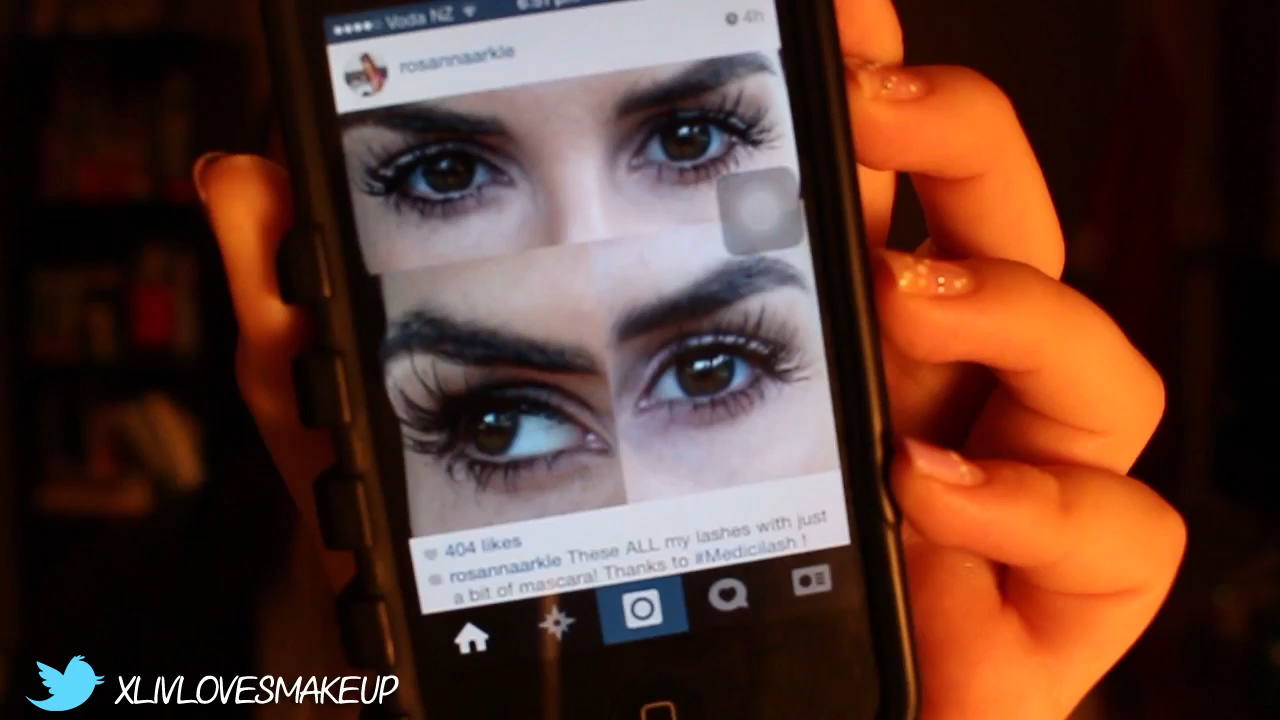 Voda NZ
4h
rosannaarkle
404 likes
rosannaarkle These ALL my lashes with just
a bit of mascara! Thanks to #Medicilash !
XLIVLOVESMAKEUP